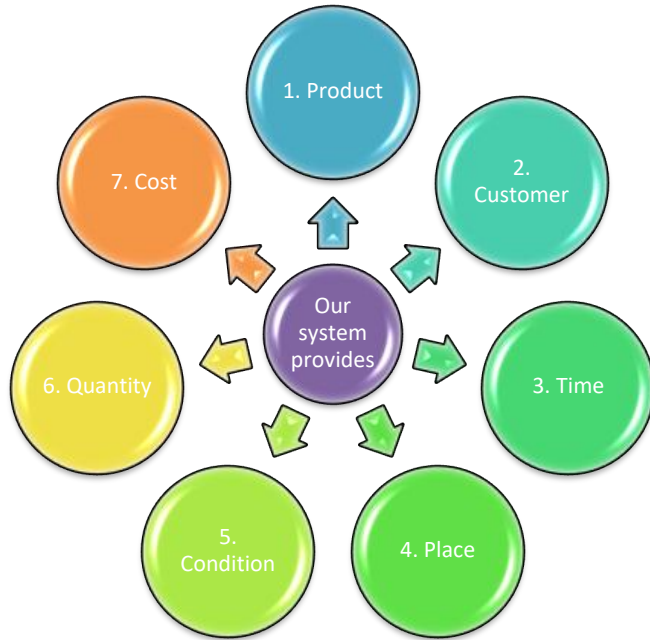 1. Product
2.
Customer
3. Time
4. Place
5.
Condition
6. Quantity
7. Cost
Our
system
provides